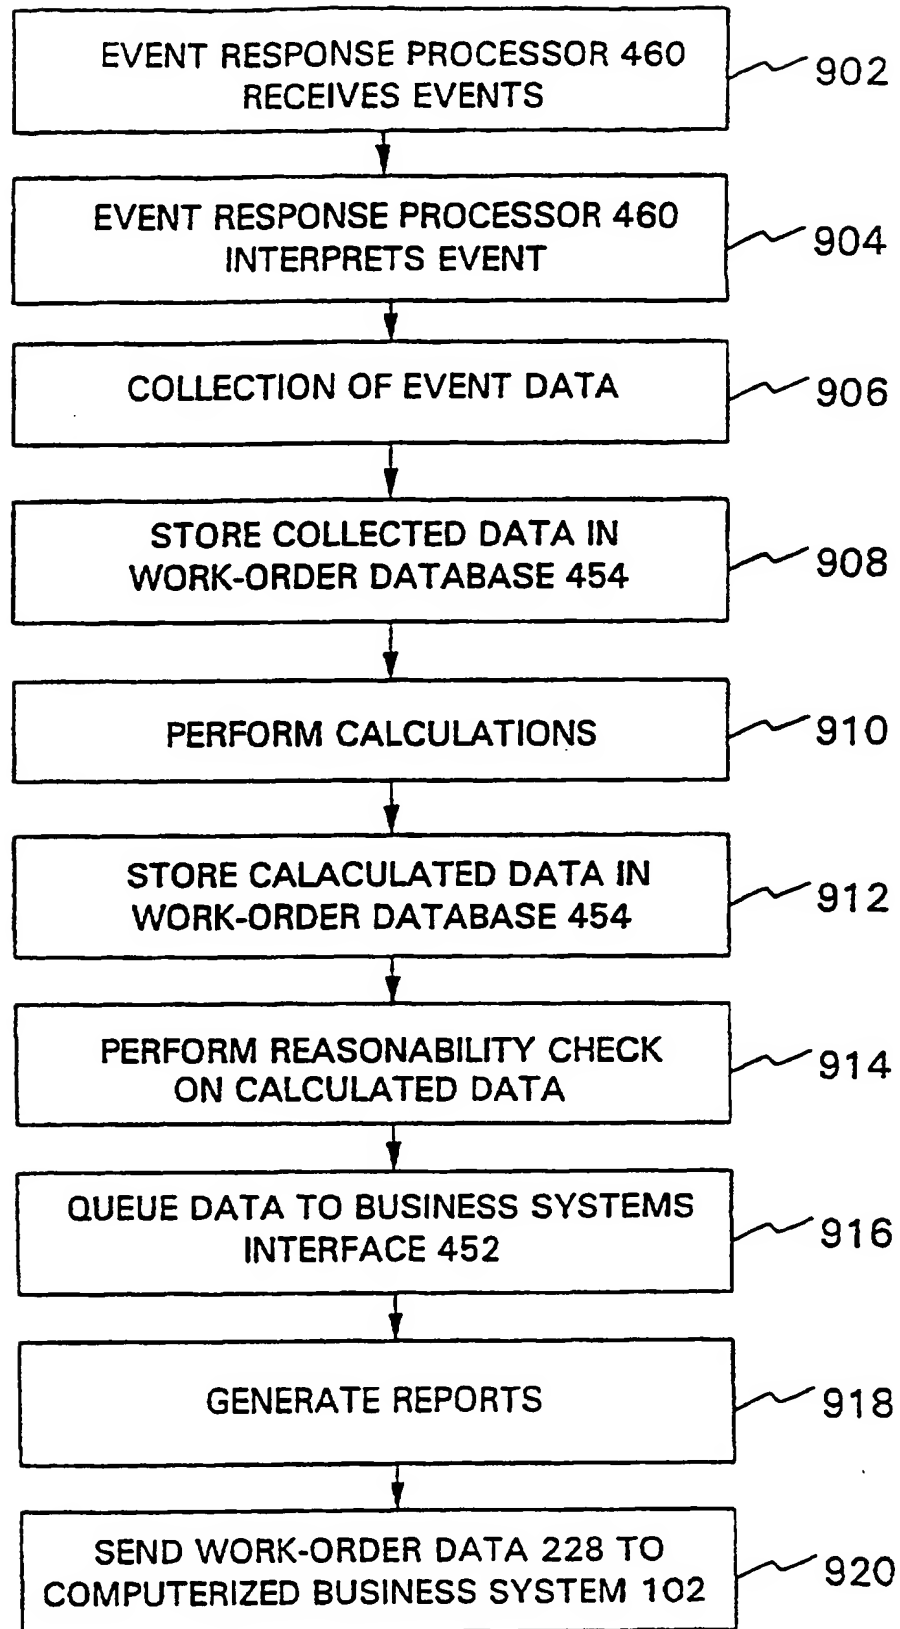 EVENT RESPONSE PROCESSOR 460
RECEIVES EVENTS
902
EVENT RESPONSE PROCESSOR 460
INTERPRETS EVENT
904
COLLECTION OF EVENT DATA
906
STORE COLLECTED DATA IN
WORK-ORDER DATABASE 454
908
PERFORM CALCULATIONS
910
STORE CALACULATED DATA IN
WORK-ORDER DATABASE 454
912
PERFORM REASONABILITY CHECK
ON CALCULATED DATA
914
QUEUE DATA TO BUSINESS SYSTEMS
INTERFACE 452
916
GENERATE REPORTS
918
SEND WORK-ORDER DATA 228 TO
COMPUTERIZED BUSINESS SYSTEM 102
920